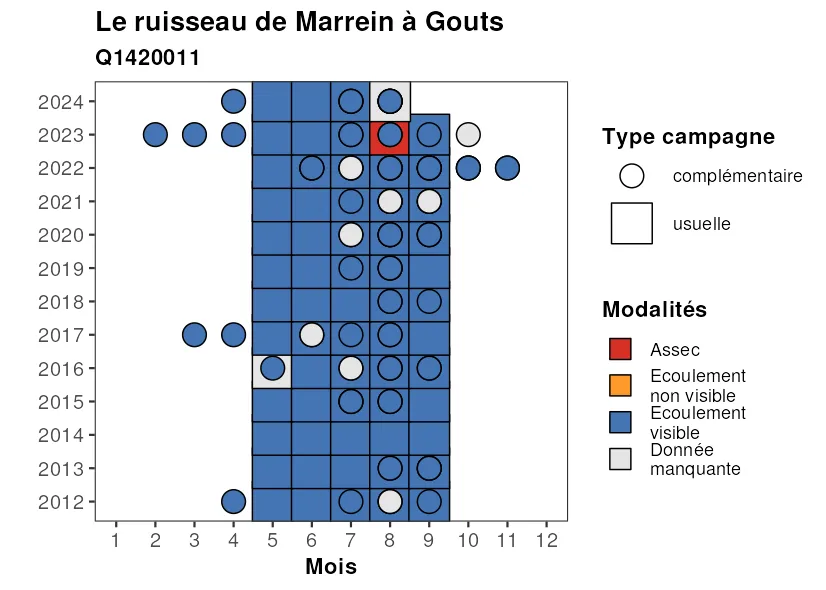 Le ruisseau de Marrein à Gouts
Q1420011
2024
2023
2022
2021
2020
2019
2018
2017
2016
2015
2014
2013
2012
1 2 3 4 5 6 7 8 9 10 11 12
Mois
Type campagne
complémentaire
usuelle
Modalités
Assec
Ecoulement
non visible
Ecoulement
visible
Donnée
manquante